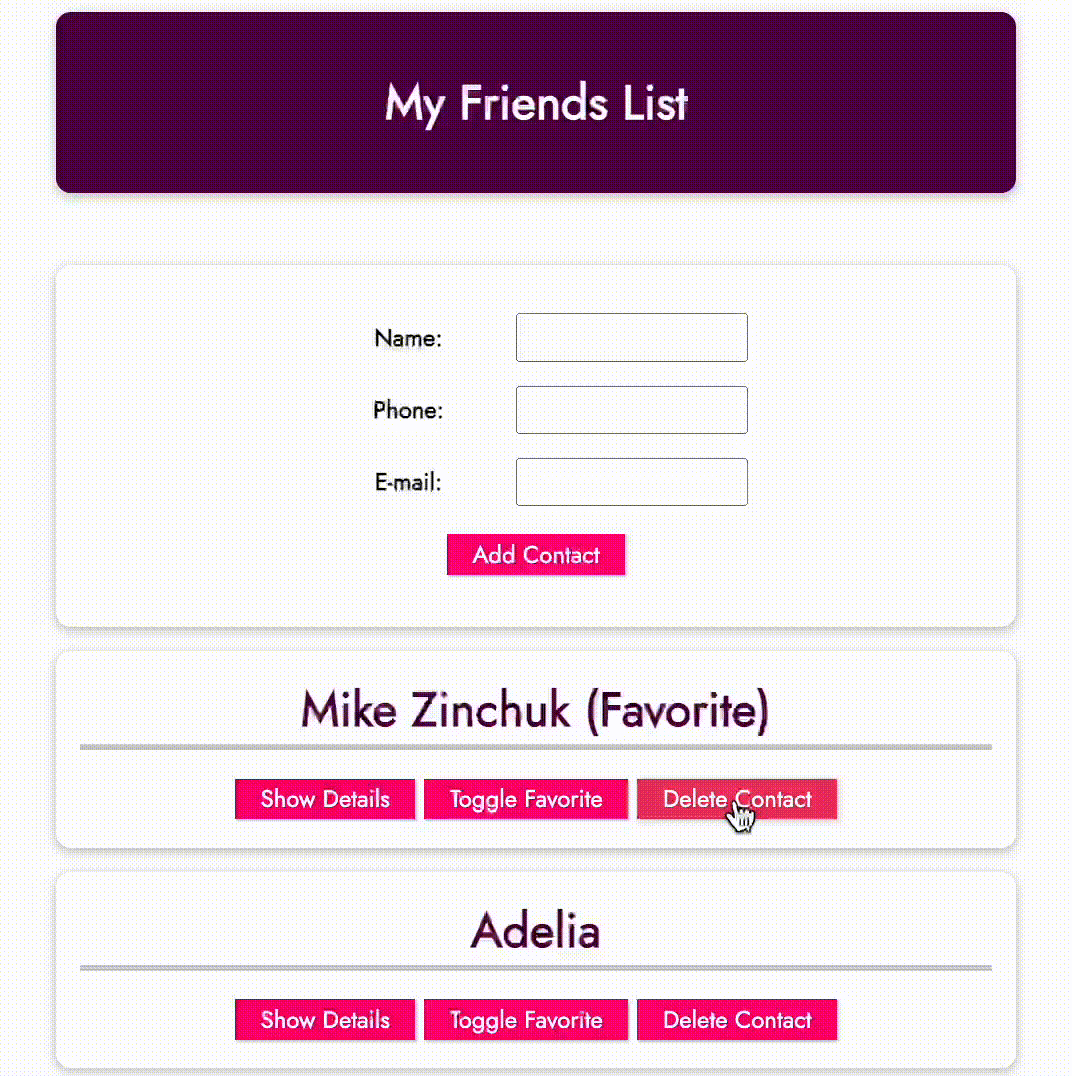 My Friends List
Name:
Phone:
E-mail:
Add Contact
Mike Zinchuk (Favorite)
Show Details Toggle Favorite Delete Contact
Adelia
Show Details Toggle Favorite Delete Contact